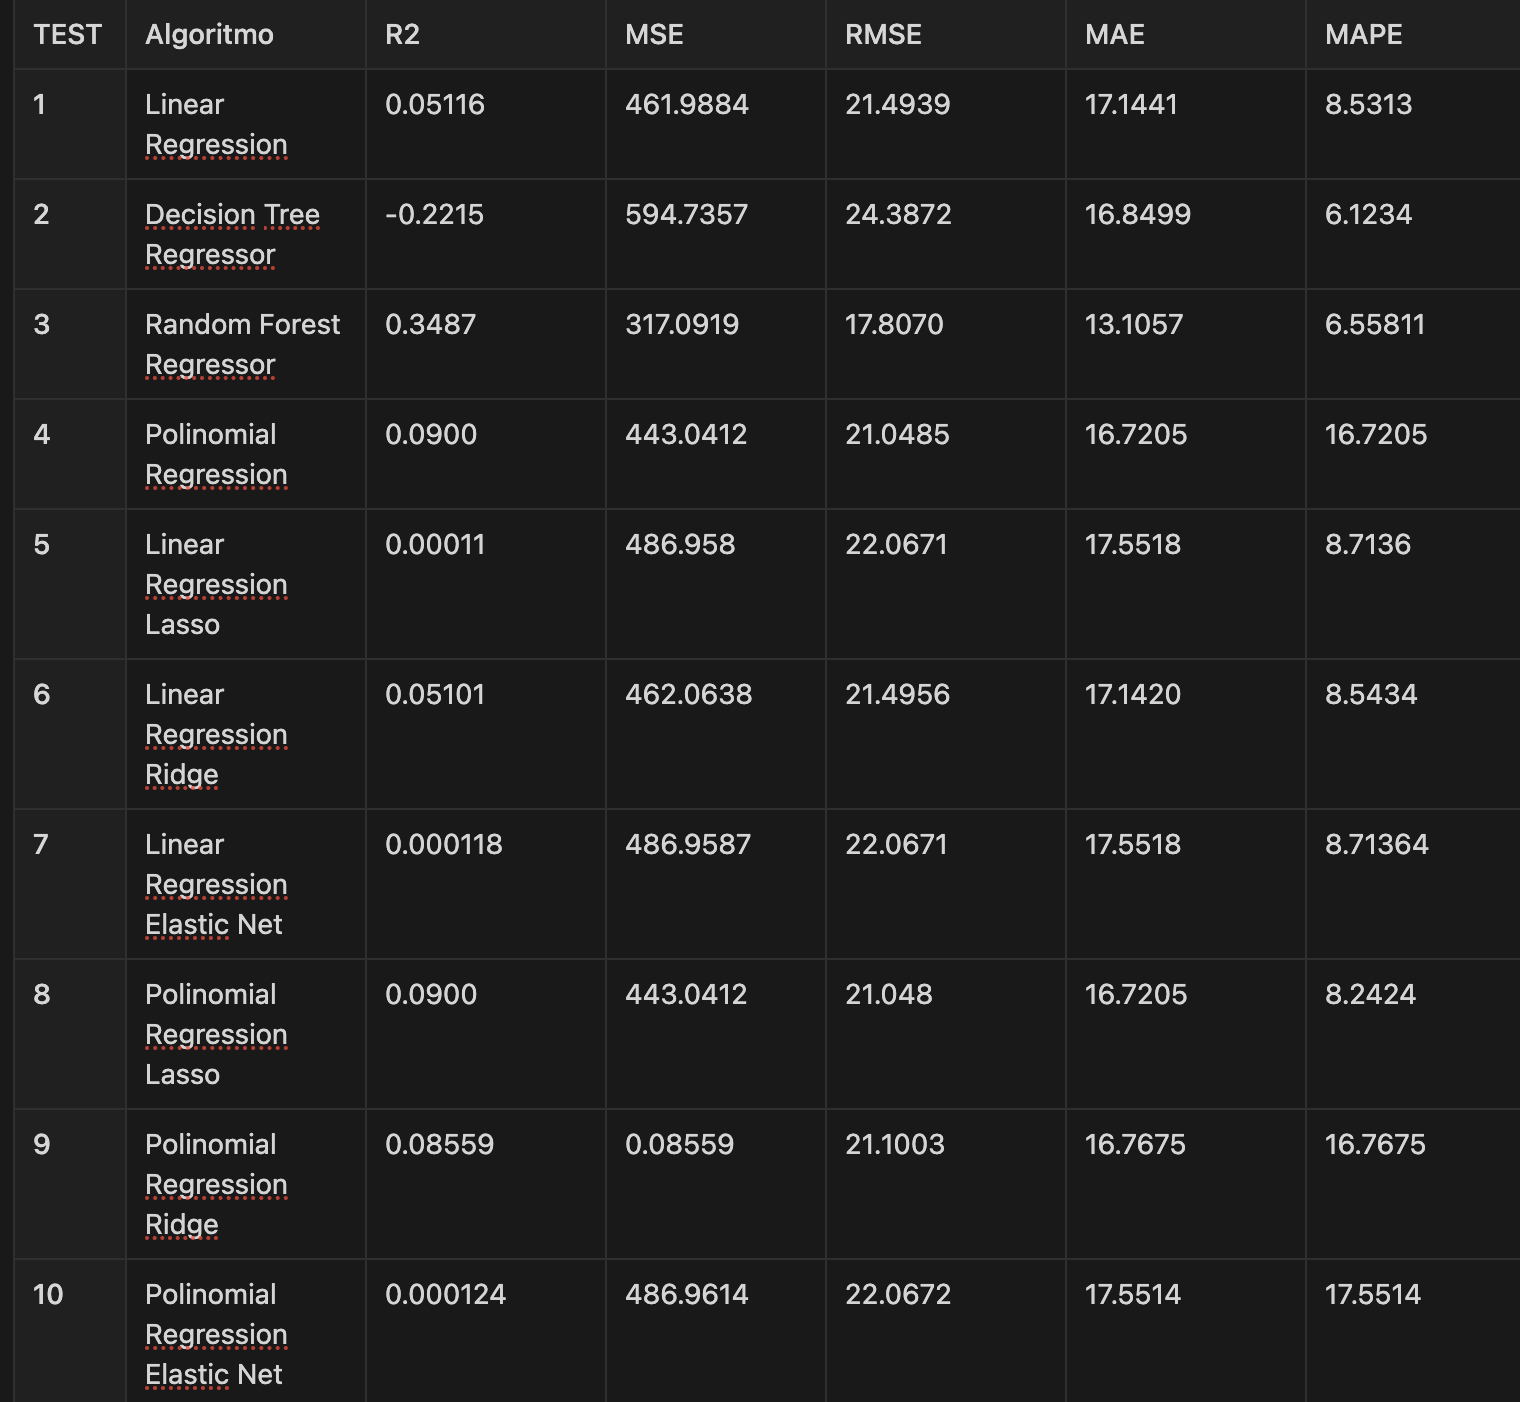 TEST Algoritmo R2 MSE RMSE MAE MAPE
1 Linear 0.05116 461.9884 21.4939 17.1441 8.5313
Regression
2 Decision Tree -0.2215 594.7357 24.3872 16.8499 6.1234
Regressor
3 Random Forest 0.3487 317.0919 17.8070 13.1057 6.55811
Regressor
4 Polinomial 0.0900 443.0412 21.0485 16.7205 16.7205
Regression
5 Linear 0.00011 486.958 22.0671 17.5518 8.7136
Regression
Lasso
6 Linear 0.05101 462.0638 21.4956 17.1420 8.5434
Regression
Ridge
7 Linear 0.000118 486.9587 22.0671 17.5518 8.71364
Regression
Elastic Net
8 Polinomial 0.0900 443.0412 21.048 16.7205 8.2424
Regression
Lasso
9 Polinomial 0.08559 0.08559 21.1003 16.7675 16.7675
Regression
Ridge
10 Polinomial 0.000124 486.9614 22.0672 17.5514 17.5514
Regression
Elastic Net